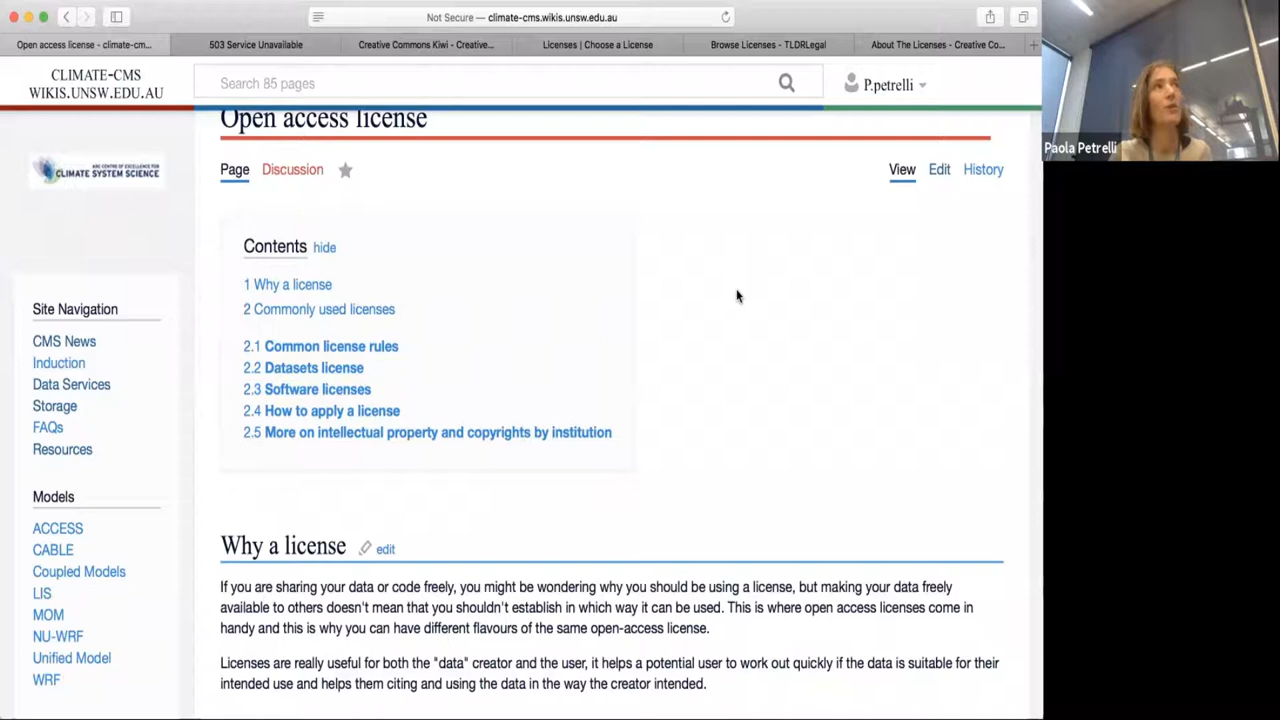 Not Secure — climate-cms.wikis.unsw.edu.au
Open access license - climate-cm...
503 Service Unavailable
Creative Commons Kiwi - Creative...
Licenses | Choose a License
Browse Licenses - TLDRLegal
About The Licenses - Creative Co...
CLIMATE-CMS
WIKIS.UNSW.EDU.AU
Search 85 pages
P.petrelli
Paola Petrelli
Open access license
ARC CENTRE OF EXCELLENCE FOR
CLIMATE SYSTEM SCIENCE
Page
Discussion
View
Edit
History
Contents hide
1 Why a license
2 Commonly used licenses
2.1 Common license rules
2.2 Datasets license
2.3 Software licenses
2.4 How to apply a license
2.5 More on intellectual property and copyrights by institution
Site Navigation
CMS News
Induction
Data Services
Storage
FAQs
Resources
Models
ACCESS
CABLE
Coupled Models
LIS
MOM
NU-WRF
Unified Model
WRF
Why a license edit
If you are sharing your data or code freely, you might be wondering why you should be using a license, but making your data freely
available to others doesn't mean that you shouldn't establish in which way it can be used. This is where open access licenses come in
handy and this is why you can have different flavours of the same open-access license.
Licenses are really useful for both the "data" creator and the user, it helps a potential user to work out quickly if the data is suitable for their
intended use and helps them citing and using the data in the way the creator intended.